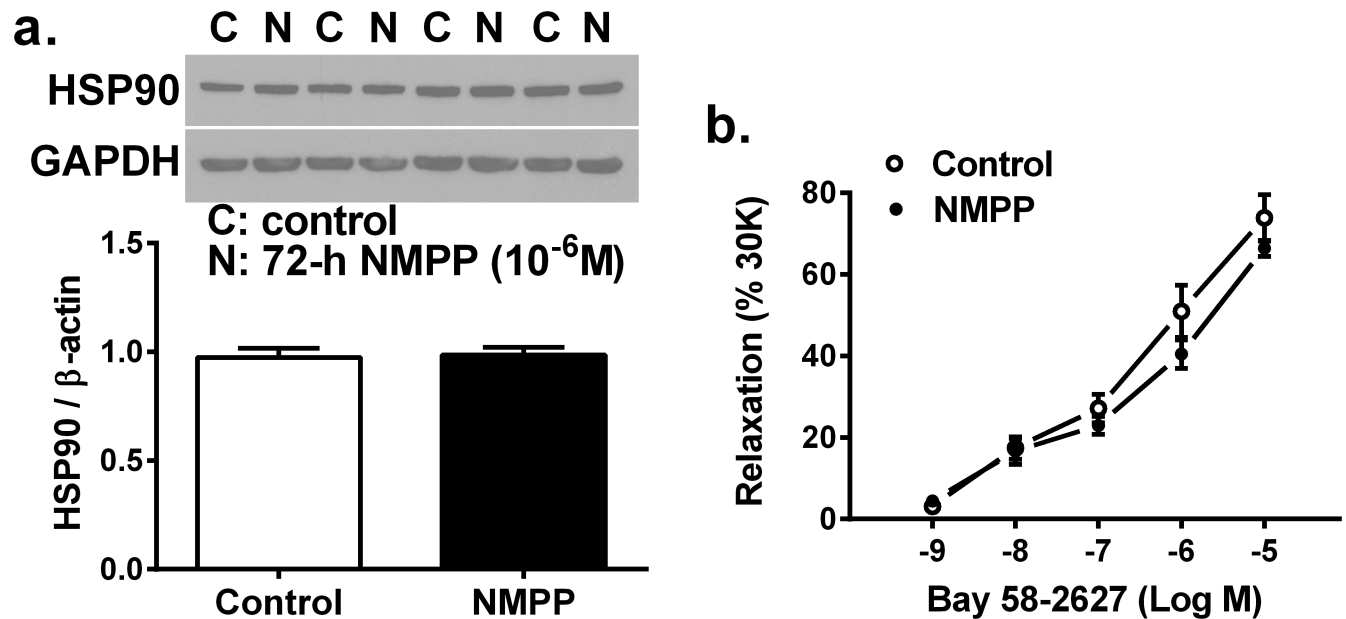 a.
C N C N C N C N
HSP90
GAPDH
C: control
N: 72-h NMPP (10⁻⁶M)
HSP90 / β-actin
1.5
1.0
0.5
0.0
Control NMPP
b.
Control
NMPP
Relaxation (% 30K)
80
60
40
20
0
-9 -8 -7 -6 -5
Bay 58-2627 (Log M)